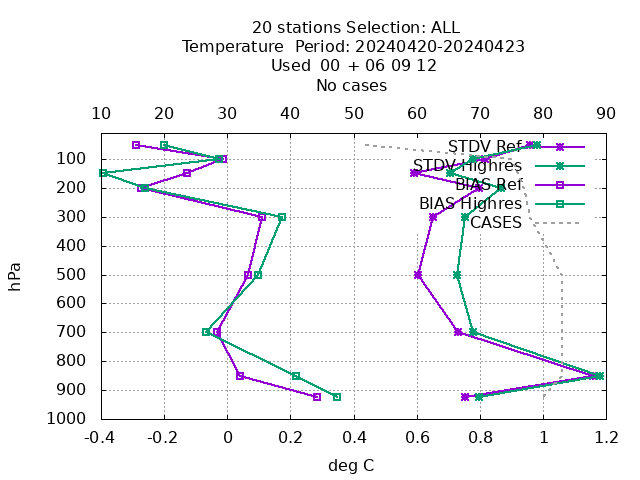 20 stations Selection: ALL
Temperature  Period: 20240420-20240423
Used  00 + 06 09 12
No cases
10 20 30 40 50 60 70 80 90
STDV Ref
STDV Highres
BIAS Ref
BIAS Highres
CASES
100
200
300
400
500
600
700
800
900
1000
hPa
-0.4 -0.2 0 0.2 0.4 0.6 0.8 1 1.2
deg C